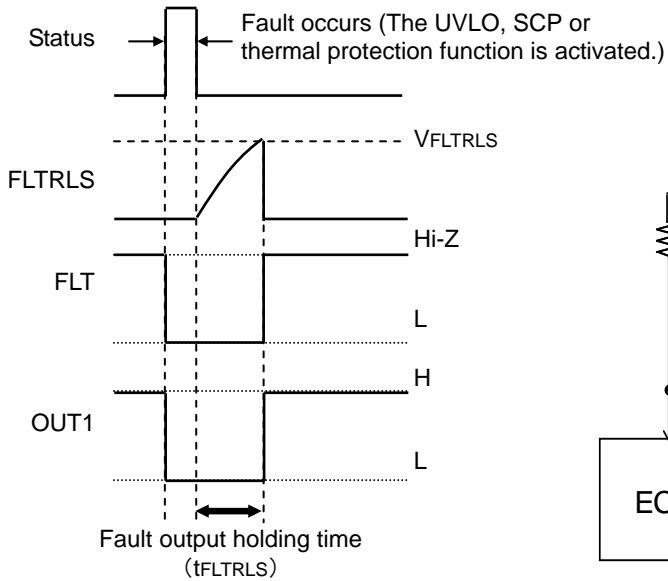 Status
Fault occurs (The UVLO, SCP or
thermal protection function is activated.)
VFLTRLS
FLTRLS
Hi-Z
FLT
L
H
OUT1
L
Fault output holding time
(tFLTRLS)